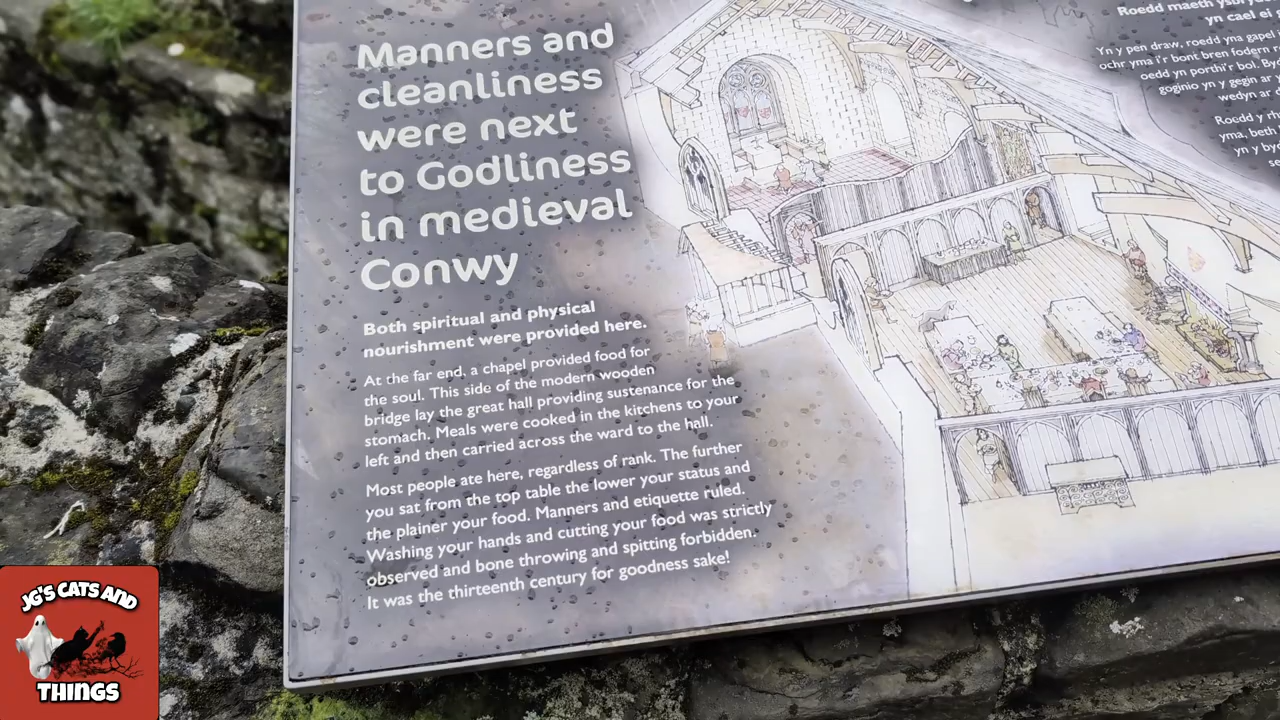 Manners and
cleanliness
were next
to Godliness
in medieval
Conwy
Both spiritual and physical
nourishment were provided here.
At the far end, a chapel provided food for
the soul. This side of the modern wooden
bridge lay the great hall providing sustenance for the
stomach. Meals were cooked in the kitchens to your
left and then carried across the ward to the hall.
Most people ate here, regardless of rank. The further
you sat from the top table the lower your status and
the plainer your food. Manners and etiquette ruled.
Washing your hands and cutting your food was strictly
observed and bone throwing and spitting forbidden.
It was the thirteenth century for goodness sake!
Roedd maeth
yn cael ei
Yn y pen draw, roedd yna gapel
ochr yma i'r bont bren fodern
oedd yn porthi'r bol.
goginio yn y gegin ar
wedyn ar
Roedd y
yma, beth
yn y
JG'S CATS AND
THINGS